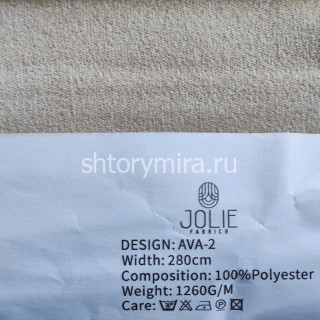 shtorymira.ru
JOLIE
FABRICS
DESIGN: AVA-2
Width: 280cm
Composition: 100%Polyester
Weight: 1260G/M
Care: